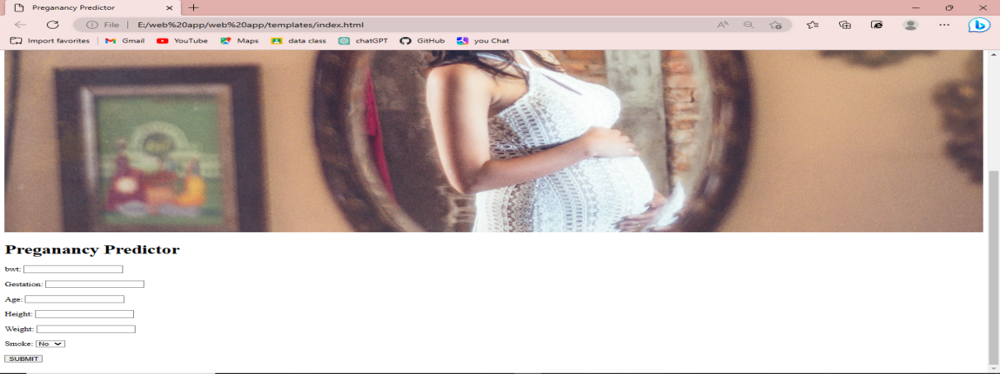 Preganancy Predictor
File | E:/web%20app/web%20app/templates/index.html
Import favorites | Gmail YouTube Maps data class chatGPT GitHub you Chat
Preganancy Predictor
bwt:
Gestation:
Age:
Height:
Weight:
Smoke: No
SUBMIT